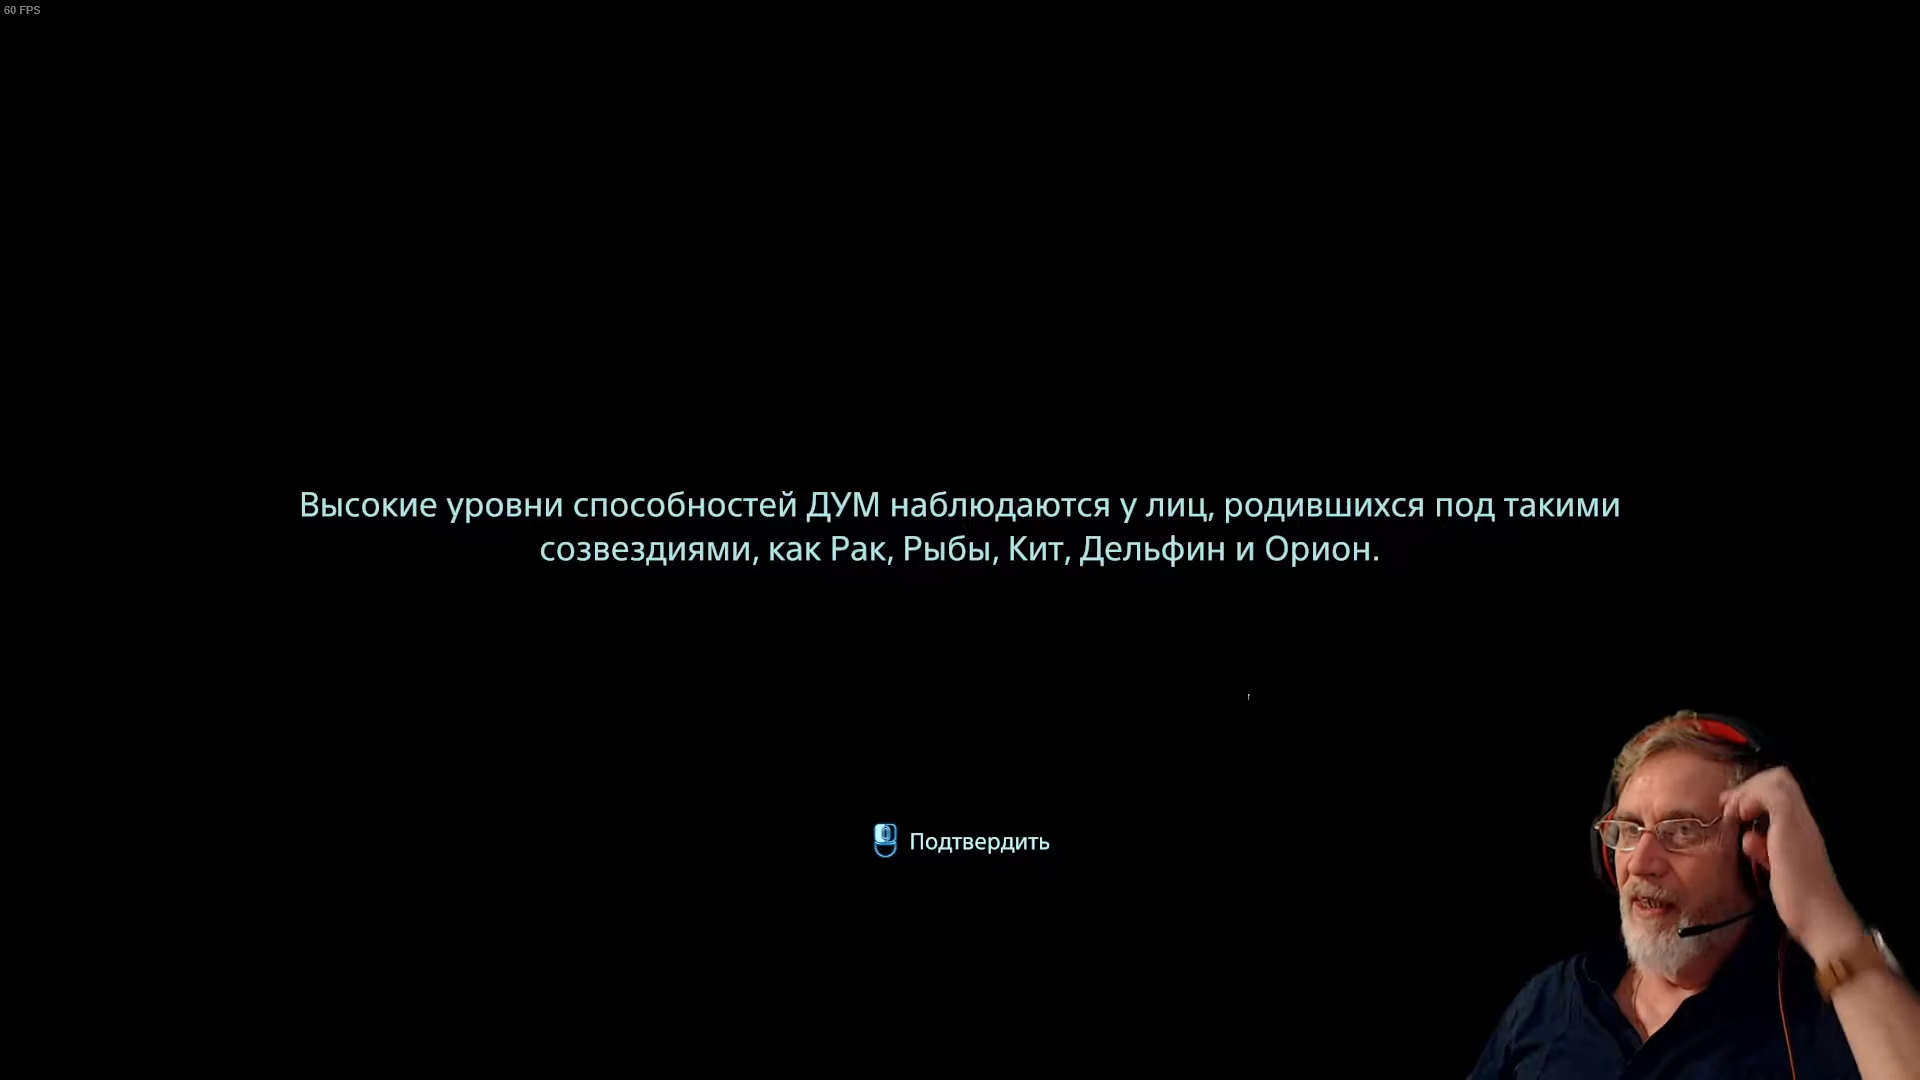 60 FPS
Высокие уровни способностей ДУМ наблюдаются у лиц, родившихся под такими
созвездиями, как Рак, Рыбы, Кит, Дельфин и Орион.
Подтвердить